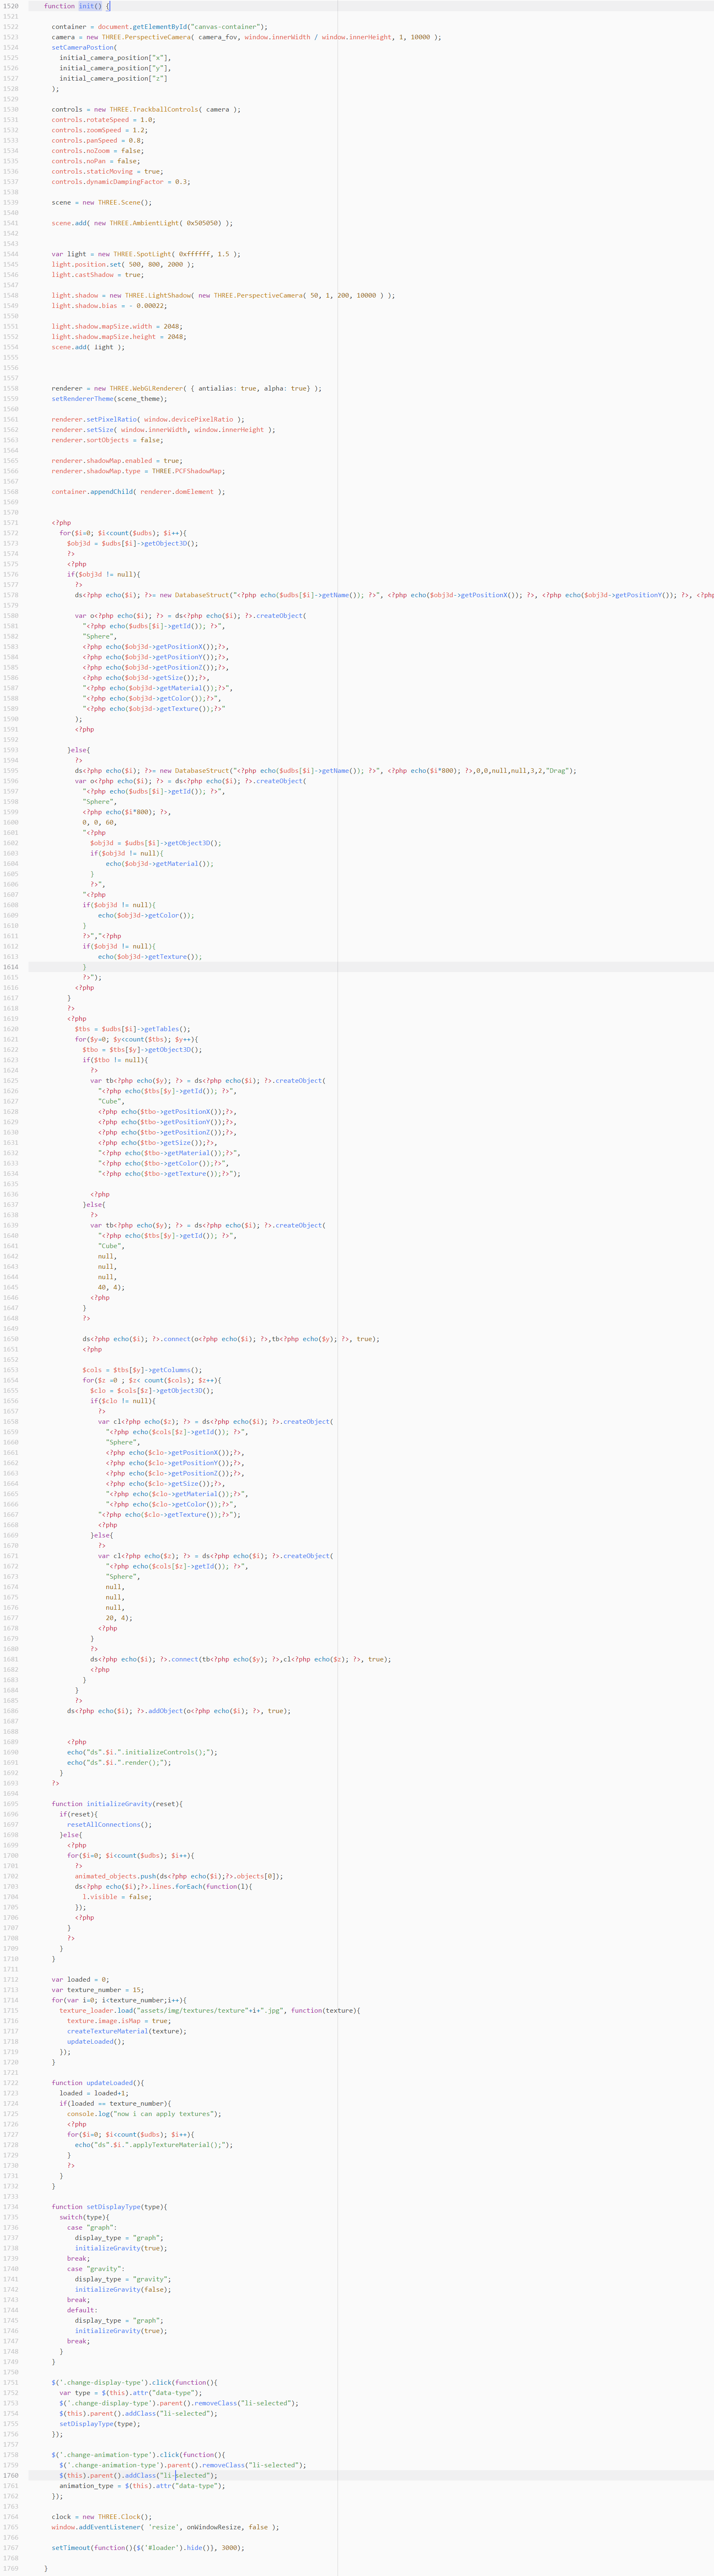 1520 function init() {
1521
1522 container = document.getElementById("canvas-container");
1523 camera = new THREE.PerspectiveCamera( camera_fov, window.innerWidth / window.innerHeight, 1, 10000 );
1524 setCameraPostion(
1525 initial_camera_position["x"],
1526 initial_camera_position["y"],
1527 initial_camera_position["z"]
1528 );
1529
1530 controls = new THREE.TrackballControls( camera );
1531 controls.rotateSpeed = 1.0;
1532 controls.zoomSpeed = 1.2;
1533 controls.panSpeed = 0.8;
1534 controls.noZoom = false;
1535 controls.noPan = false;
1536 controls.staticMoving = true;
1537 controls.dynamicDampingFactor = 0.3;
1538
1539 scene = new THREE.Scene();
1540
1541 scene.add( new THREE.AmbientLight( 0x505050) );
1542
1543
1544 var light = new THREE.SpotLight( 0xffffff, 1.5 );
1545 light.position.set( 500, 800, 2000 );
1546 light.castShadow = true;
1547
1548 light.shadow = new THREE.LightShadow( new THREE.PerspectiveCamera( 50, 1, 200, 10000 ) );
1549 light.shadow.bias = - 0.00022;
1550
1551 light.shadow.mapSize.width = 2048;
1552 light.shadow.mapSize.height = 2048;
1554 scene.add( light );
1555
1556
1557
1558 renderer = new THREE.WebGLRenderer( { antialias: true, alpha: true} );
1559 setRendererTheme(scene_theme);
1560
1561 renderer.setPixelRatio( window.devicePixelRatio );
1562 renderer.setSize( window.innerWidth, window.innerHeight );
1563 renderer.sortObjects = false;
1564
1565 renderer.shadowMap.enabled = true;
1566 renderer.shadowMap.type = THREE.PCFShadowMap;
1567
1568 container.appendChild( renderer.domElement );
1569
1570
1571 <?php
1572 for($i=0; $i<count($udbs); $i++){
1573 $obj3d = $udbs[$i]->getObject3D();
1574 ?>
1575 <?php
1576 if($obj3d != null){
1577 ?>
1578 ds<?php echo($i); ?>= new DatabaseStruct("<?php echo($udbs[$i]->getName()); ?>", <?php echo($obj3d->getPositionX()); ?>, <?php echo($obj3d->getPositionY()); ?>, <?php
1579
1580 var o<?php echo($i); ?> = ds<?php echo($i); ?>.createObject(
1581 "<?php echo($udbs[$i]->getId()); ?>",
1582 "Sphere",
1583 <?php echo($obj3d->getPositionX());?>,
1584 <?php echo($obj3d->getPositionY());?>,
1585 <?php echo($obj3d->getPositionZ());?>,
1586 <?php echo($obj3d->getSize());?>,
1587 "<?php echo($obj3d->getMaterial());?>",
1588 "<?php echo($obj3d->getColor());?>",
1589 "<?php echo($obj3d->getTexture());?>"
1590 );
1591 <?php
1592
1593 }else{
1594 ?>
1595 ds<?php echo($i); ?>= new DatabaseStruct("<?php echo($udbs[$i]->getName()); ?>", <?php echo($i*800); ?>,0,0,null,null,3,2,"Drag");
1596 var o<?php echo($i); ?> = ds<?php echo($i); ?>.createObject(
1597 "<?php echo($udbs[$i]->getId()); ?>",
1598 "Sphere",
1599 <?php echo($i*800); ?>,
1600 0, 0, 60,
1601 "<?php
1602 $obj3d = $udbs[$i]->getObject3D();
1603 if($obj3d != null){
1604 echo($obj3d->getMaterial());
1605 }
1606 ?>",
1607 "<?php
1608 if($obj3d != null){
1609 echo($obj3d->getColor());
1610 }
1611 ?>","<?php
1612 if($obj3d != null){
1613 echo($obj3d->getTexture());
1614 }
1615 ?>");
1616 <?php
1617 }
1618 ?>
1619 <?php
1620 $tbs = $udbs[$i]->getTables();
1621 for($y=0; $y<count($tbs); $y++){
1622 $tbo = $tbs[$y]->getObject3D();
1623 if($tbo != null){
1624 ?>
1625 var tb<?php echo($y); ?> = ds<?php echo($i); ?>.createObject(
1626 "<?php echo($tbs[$y]->getId()); ?>",
1627 "Cube",
1628 <?php echo($tbo->getPositionX());?>,
1629 <?php echo($tbo->getPositionY());?>,
1630 <?php echo($tbo->getPositionZ());?>,
1631 <?php echo($tbo->getSize());?>,
1632 "<?php echo($tbo->getMaterial());?>",
1633 "<?php echo($tbo->getColor());?>",
1634 "<?php echo($tbo->getTexture());?>");
1635
1636 <?php
1637 }else{
1638 ?>
1639 var tb<?php echo($y); ?> = ds<?php echo($i); ?>.createObject(
1640 "<?php echo($tbs[$y]->getId()); ?>",
1641 "Cube",
1642 null,
1643 null,
1644 null,
1645 40, 4);
1646 <?php
1647 }
1648 ?>
1649
1650 ds<?php echo($i); ?>.connect(o<?php echo($i); ?>,tb<?php echo($y); ?>, true);
1651 <?php
1652
1653 $cols = $tbs[$y]->getColumns();
1654 for($z =0 ; $z< count($cols); $z++){
1655 $clo = $cols[$z]->getObject3D();
1656 if($clo != null){
1657 ?>
1658 var cl<?php echo($z); ?> = ds<?php echo($i); ?>.createObject(
1659 "<?php echo($cols[$z]->getId()); ?>",
1660 "Sphere",
1661 <?php echo($clo->getPositionX());?>,
1662 <?php echo($clo->getPositionY());?>,
1663 <?php echo($clo->getPositionZ());?>,
1664 <?php echo($clo->getSize());?>,
1665 "<?php echo($clo->getMaterial());?>",
1666 "<?php echo($clo->getColor());?>",
1667 "<?php echo($clo->getTexture());?>");
1668 <?php
1669 }else{
1670 ?>
1671 var cl<?php echo($z); ?> = ds<?php echo($i); ?>.createObject(
1672 "<?php echo($cols[$z]->getId()); ?>",
1673 "Sphere",
1674 null,
1675 null,
1676 null,
1677 20, 4);
1678 <?php
1679 }
1680 ?>
1681 ds<?php echo($i); ?>.connect(tb<?php echo($y); ?>,cl<?php echo($z); ?>, true);
1682 <?php
1683 }
1684 }
1685 ?>
1686 ds<?php echo($i); ?>.addObject(o<?php echo($i); ?>, true);
1687
1688
1689 <?php
1690 echo("ds".$i.".initializeControls();");
1691 echo("ds".$i.".render();");
1692 }
1693 ?>
1694
1695 function initializeGravity(reset){
1696 if(reset){
1697 resetAllConnections();
1698 }else{
1699 <?php
1700 for($i=0; $i<count($udbs); $i++){
1701 ?>
1702 animated_objects.push(ds<?php echo($i);?>.objects[0]);
1703 ds<?php echo($i);?>.lines.forEach(function(l){
1704 l.visible = false;
1705 });
1706 <?php
1707 }
1708 ?>
1709 }
1710 }
1711
1712 var loaded = 0;
1713 var texture_number = 15;
1714 for(var i=0; i<texture_number;i++){
1715 texture_loader.load("assets/img/textures/texture"+i+".jpg", function(texture){
1716 texture.image.isMap = true;
1717 createTextureMaterial(texture);
1718 updateLoaded();
1719 });
1720 }
1721
1722 function updateLoaded(){
1723 loaded = loaded+1;
1724 if(loaded == texture_number){
1725 console.log("now i can apply textures");
1726 <?php
1727 for($i=0; $i<count($udbs); $i++){
1728 echo("ds".$i.".applyTextureMaterial();");
1729 }
1730 ?>
1731 }
1732 }
1733
1734 function setDisplayType(type){
1735 switch(type){
1736 case "graph":
1737 display_type = "graph";
1738 initializeGravity(true);
1739 break;
1740 case "gravity":
1741 display_type = "gravity";
1742 initializeGravity(false);
1743 break;
1744 default:
1745 display_type = "graph";
1746 initializeGravity(true);
1747 break;
1748 }
1749 }
1750
1751 $('.change-display-type').click(function(){
1752 var type = $(this).attr("data-type");
1753 $('.change-display-type').parent().removeClass("li-selected");
1754 $(this).parent().addClass("li-selected");
1755 setDisplayType(type);
1756 });
1757
1758 $('.change-animation-type').click(function(){
1759 $('.change-animation-type').parent().removeClass("li-selected");
1760 $(this).parent().addClass("li-selected");
1761 animation_type = $(this).attr("data-type");
1762 });
1763
1764 clock = new THREE.Clock();
1765 window.addEventListener( 'resize', onWindowResize, false );
1766
1767 setTimeout(function(){$('#loader').hide()}, 3000);
1768
1769 }